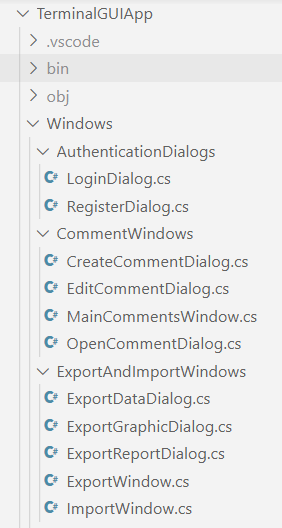 TerminalGUIApp
.vscode
bin
obj
Windows
AuthenticationDialogs
C# LoginDialog.cs
C# RegisterDialog.cs
CommentWindows
C# CreateCommentDialog.cs
C# EditCommentDialog.cs
C# MainCommentsWindow.cs
C# OpenCommentDialog.cs
ExportAndImportWindows
C# ExportDataDialog.cs
C# ExportGraphicDialog.cs
C# ExportReportDialog.cs
C# ExportWindow.cs
C# ImportWindow.cs